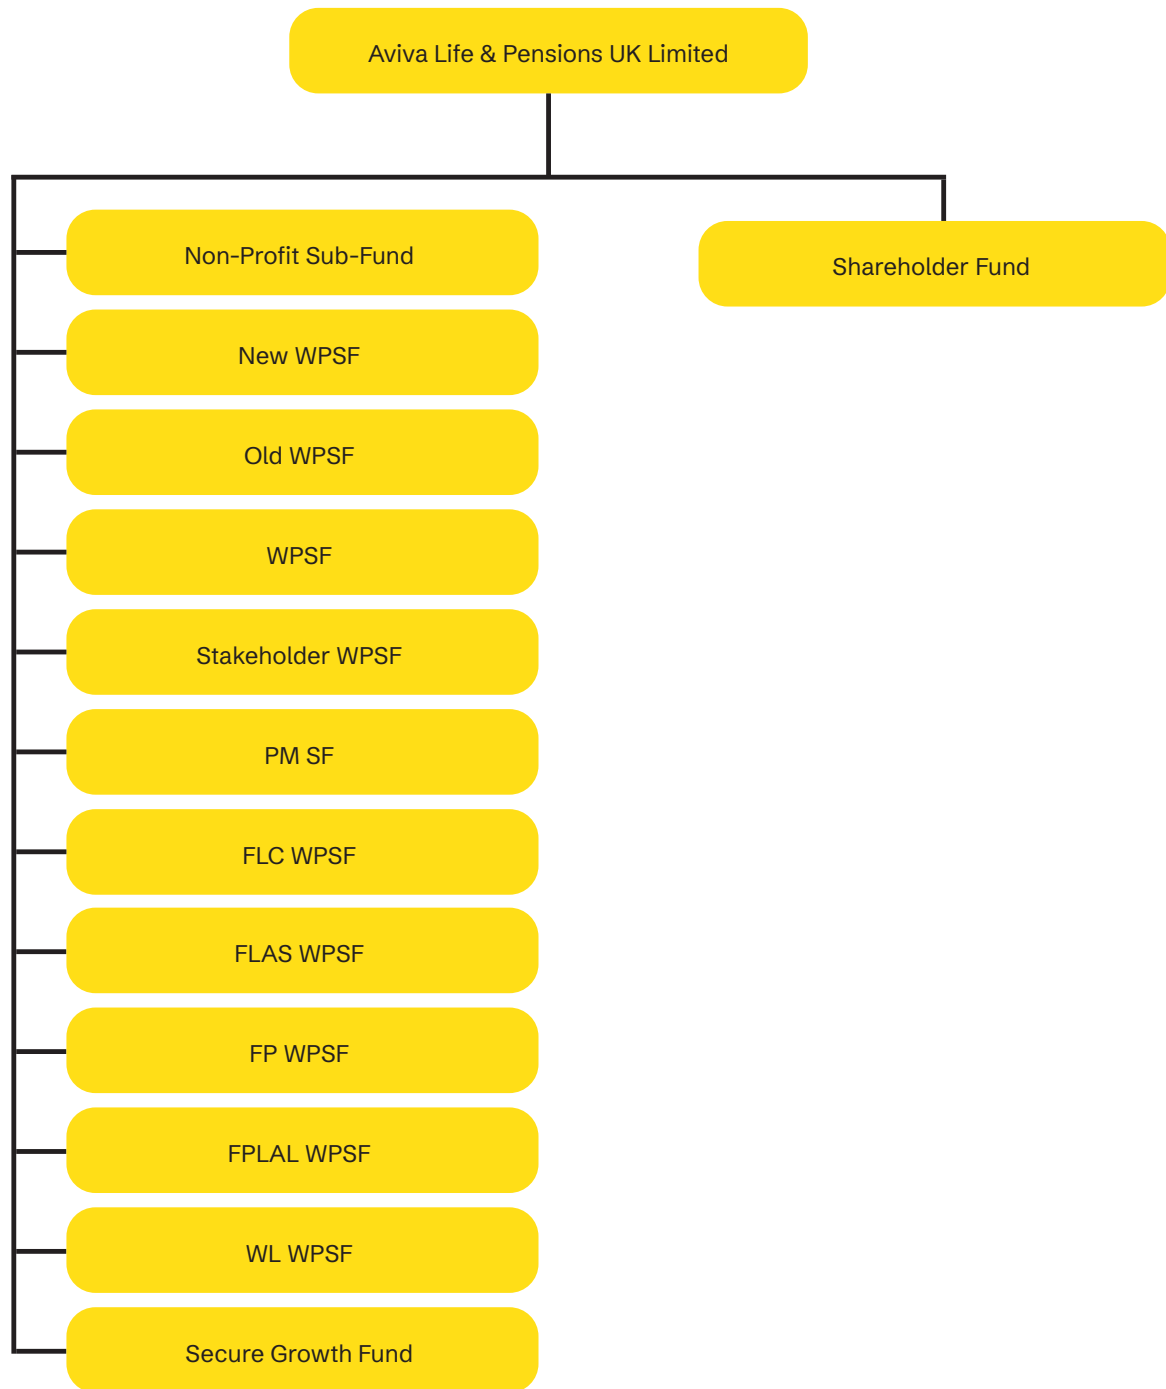 Aviva Life & Pensions UK Limited
Non-Profit Sub-Fund
Shareholder Fund
New WPSF
Old WPSF
WPSF
Stakeholder WPSF
PM SF
FLC WPSF
FLAS WPSF
FP WPSF
FPLAL WPSF
WL WPSF
Secure Growth Fund